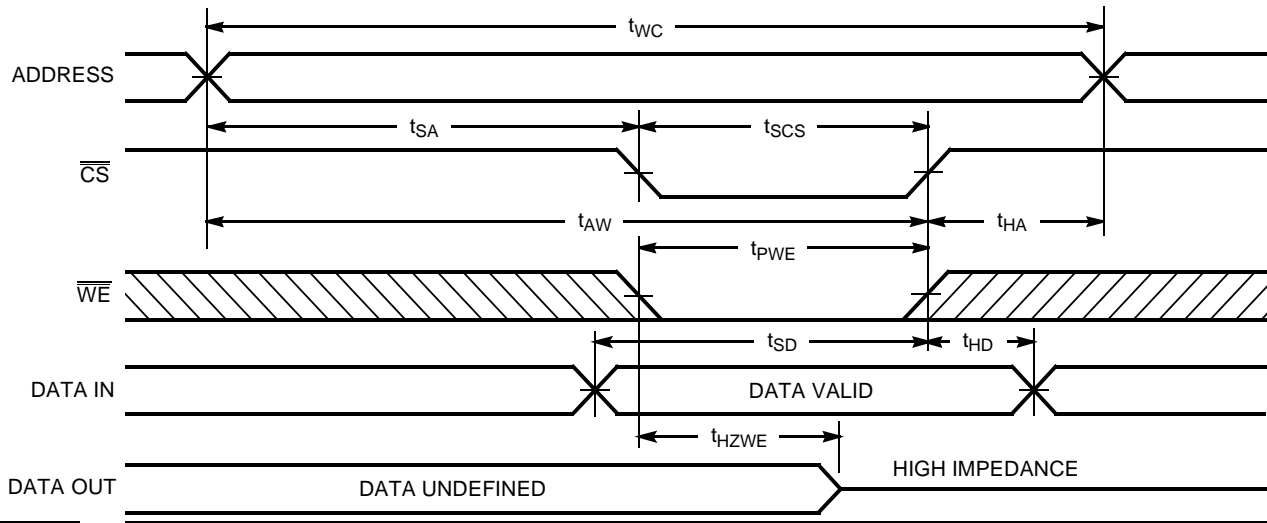 tWC
ADDRESS
tSA
tSCS
CS
tAW
tHA
tPWE
WE
tSD
tHD
DATA IN
DATA VALID
tHZWE
HIGH IMPEDANCE
DATA OUT
DATA UNDEFINED